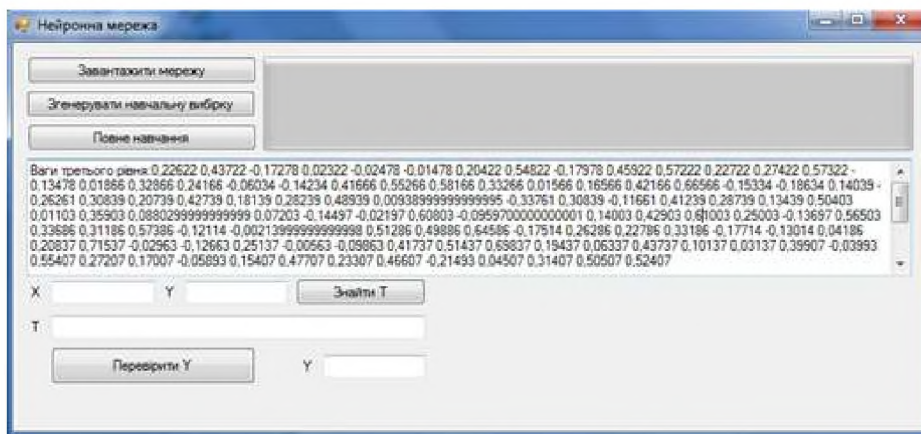 Нейронна мережа
Завантажити мережу
Згенерувати навчальну вибірку
Повне навчання
Ваги третього рівня:0,22622 0,43722 -0,17278 0,02322 -0,02478 -0,01478 0,20422 0,54822 -0,17978 0,45922 0,57222 0,22722 0,27422 0,57322 -
0,13478 0,01866 0,32866 0,24166 -0,06034 -0,14234 0,41666 0,55266 0,58166 0,33266 0,01566 0,16566 0,42166 0,66566 -0,15334 -0,18634 0,14039 -
0,26261 0,30839 0,20739 0,42739 0,18139 0,28239 0,48939 0,00938999999999995 -0,33761 0,30839 -0,11661 0,41239 0,28739 0,13439 0,50403
0,01103 0,35903 0,0880299999999999 0,07203 -0,14497 -0,02197 0,60803 -0,0959700000000001 0,14003 0,42903 0,61003 0,25003 -0,13697 0,56503
0,33686 0,31186 0,57386 -0,12114 -0,00213999999999998 0,51286 0,49886 0,64586 -0,17514 0,26286 0,22786 0,33186 -0,17714 -0,13014 0,04186
0,20837 0,71537 -0,02963 -0,12663 0,25137 -0,00563 -0,09863 0,41737 0,51437 0,69837 0,19437 0,06337 0,43737 0,10137 0,03137 0,39907 -0,03993
0,55407 0,27207 0,17007 -0,05893 0,15407 0,47707 0,23307 0,46607 -0,21493 0,04507 0,31407 0,50507 0,52407
X Y Знайти T
T
Перевірити Y Y